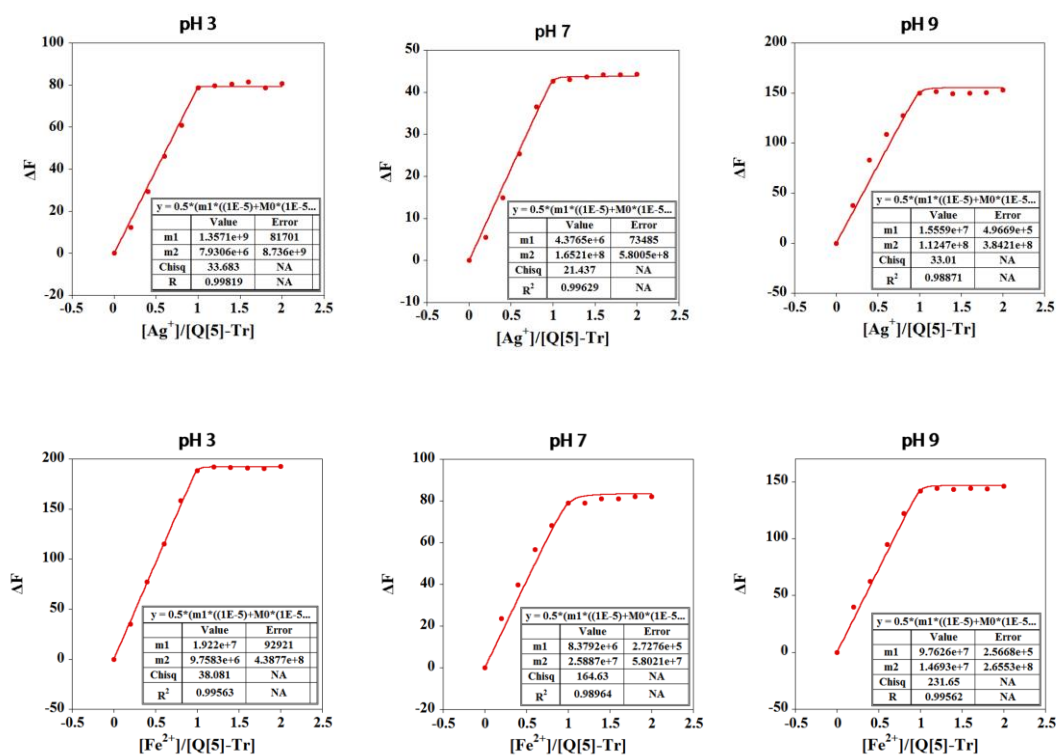 pH 3
100
80
60
40
20
0
-20
ΔF
-0.5 0 0.5 1 1.5 2 2.5
[Ag+]/[Q[5]-Tr]
y = 0.5*(m1*((1E-5)+M0*(1E-5...
Value Error
m1 1.3571e+9 81701
m2 7.9306e+6 8.736e+9
Chisq 33.683 NA
R 0.99819 NA
pH 7
50
40
30
20
10
0
-10
ΔF
-0.5 0 0.5 1 1.5 2 2.5
[Ag+]/[Q[5]-Tr]
y = 0.5*(m1*((1E-5)+M0*(1E-5...
Value Error
m1 4.3765e+6 73485
m2 1.6521e+8 5.8005e+8
Chisq 21.437 NA
R2 0.99629 NA
pH 9
200
150
100
50
0
-50
ΔF
-0.5 0 0.5 1 1.5 2 2.5
[Ag+]/[Q[5]-Tr]
y = 0.5*(m1*((1E-5)+M0*(1E-5...
Value Error
m1 1.5559e+7 4.9669e+5
m2 1.1247e+8 3.8421e+8
Chisq 33.01 NA
R2 0.98871 NA
pH 3
200
150
100
50
0
-50
ΔF
-0.5 0 0.5 1 1.5 2 2.5
[Fe2+]/[Q[5]-Tr]
y = 0.5*(m1*((1E-5)+M0*(1E-5...
Value Error
m1 1.922e+7 92921
m2 9.7583e+6 4.3877e+8
Chisq 38.081 NA
R2 0.99563 NA
pH 7
100
80
60
40
20
0
-20
ΔF
-0.5 0 0.5 1 1.5 2 2.5
[Fe2+]/[Q[5]-Tr]
y = 0.5*(m1*((1E-5)+M0*(1E-5...
Value Error
m1 8.3792e+6 2.7276e+5
m2 2.5887e+7 5.8021e+7
Chisq 164.63 NA
R2 0.98964 NA
pH 9
200
150
100
50
0
-50
ΔF
-0.5 0 0.5 1 1.5 2 2.5
[Fe2+]/[Q[5]-Tr]
y = 0.5*(m1*((1E-5)+M0*(1E-5...
Value Error
m1 9.7626e+7 2.5668e+5
m2 1.4693e+7 2.6553e+8
Chisq 231.65 NA
R 0.99562 NA